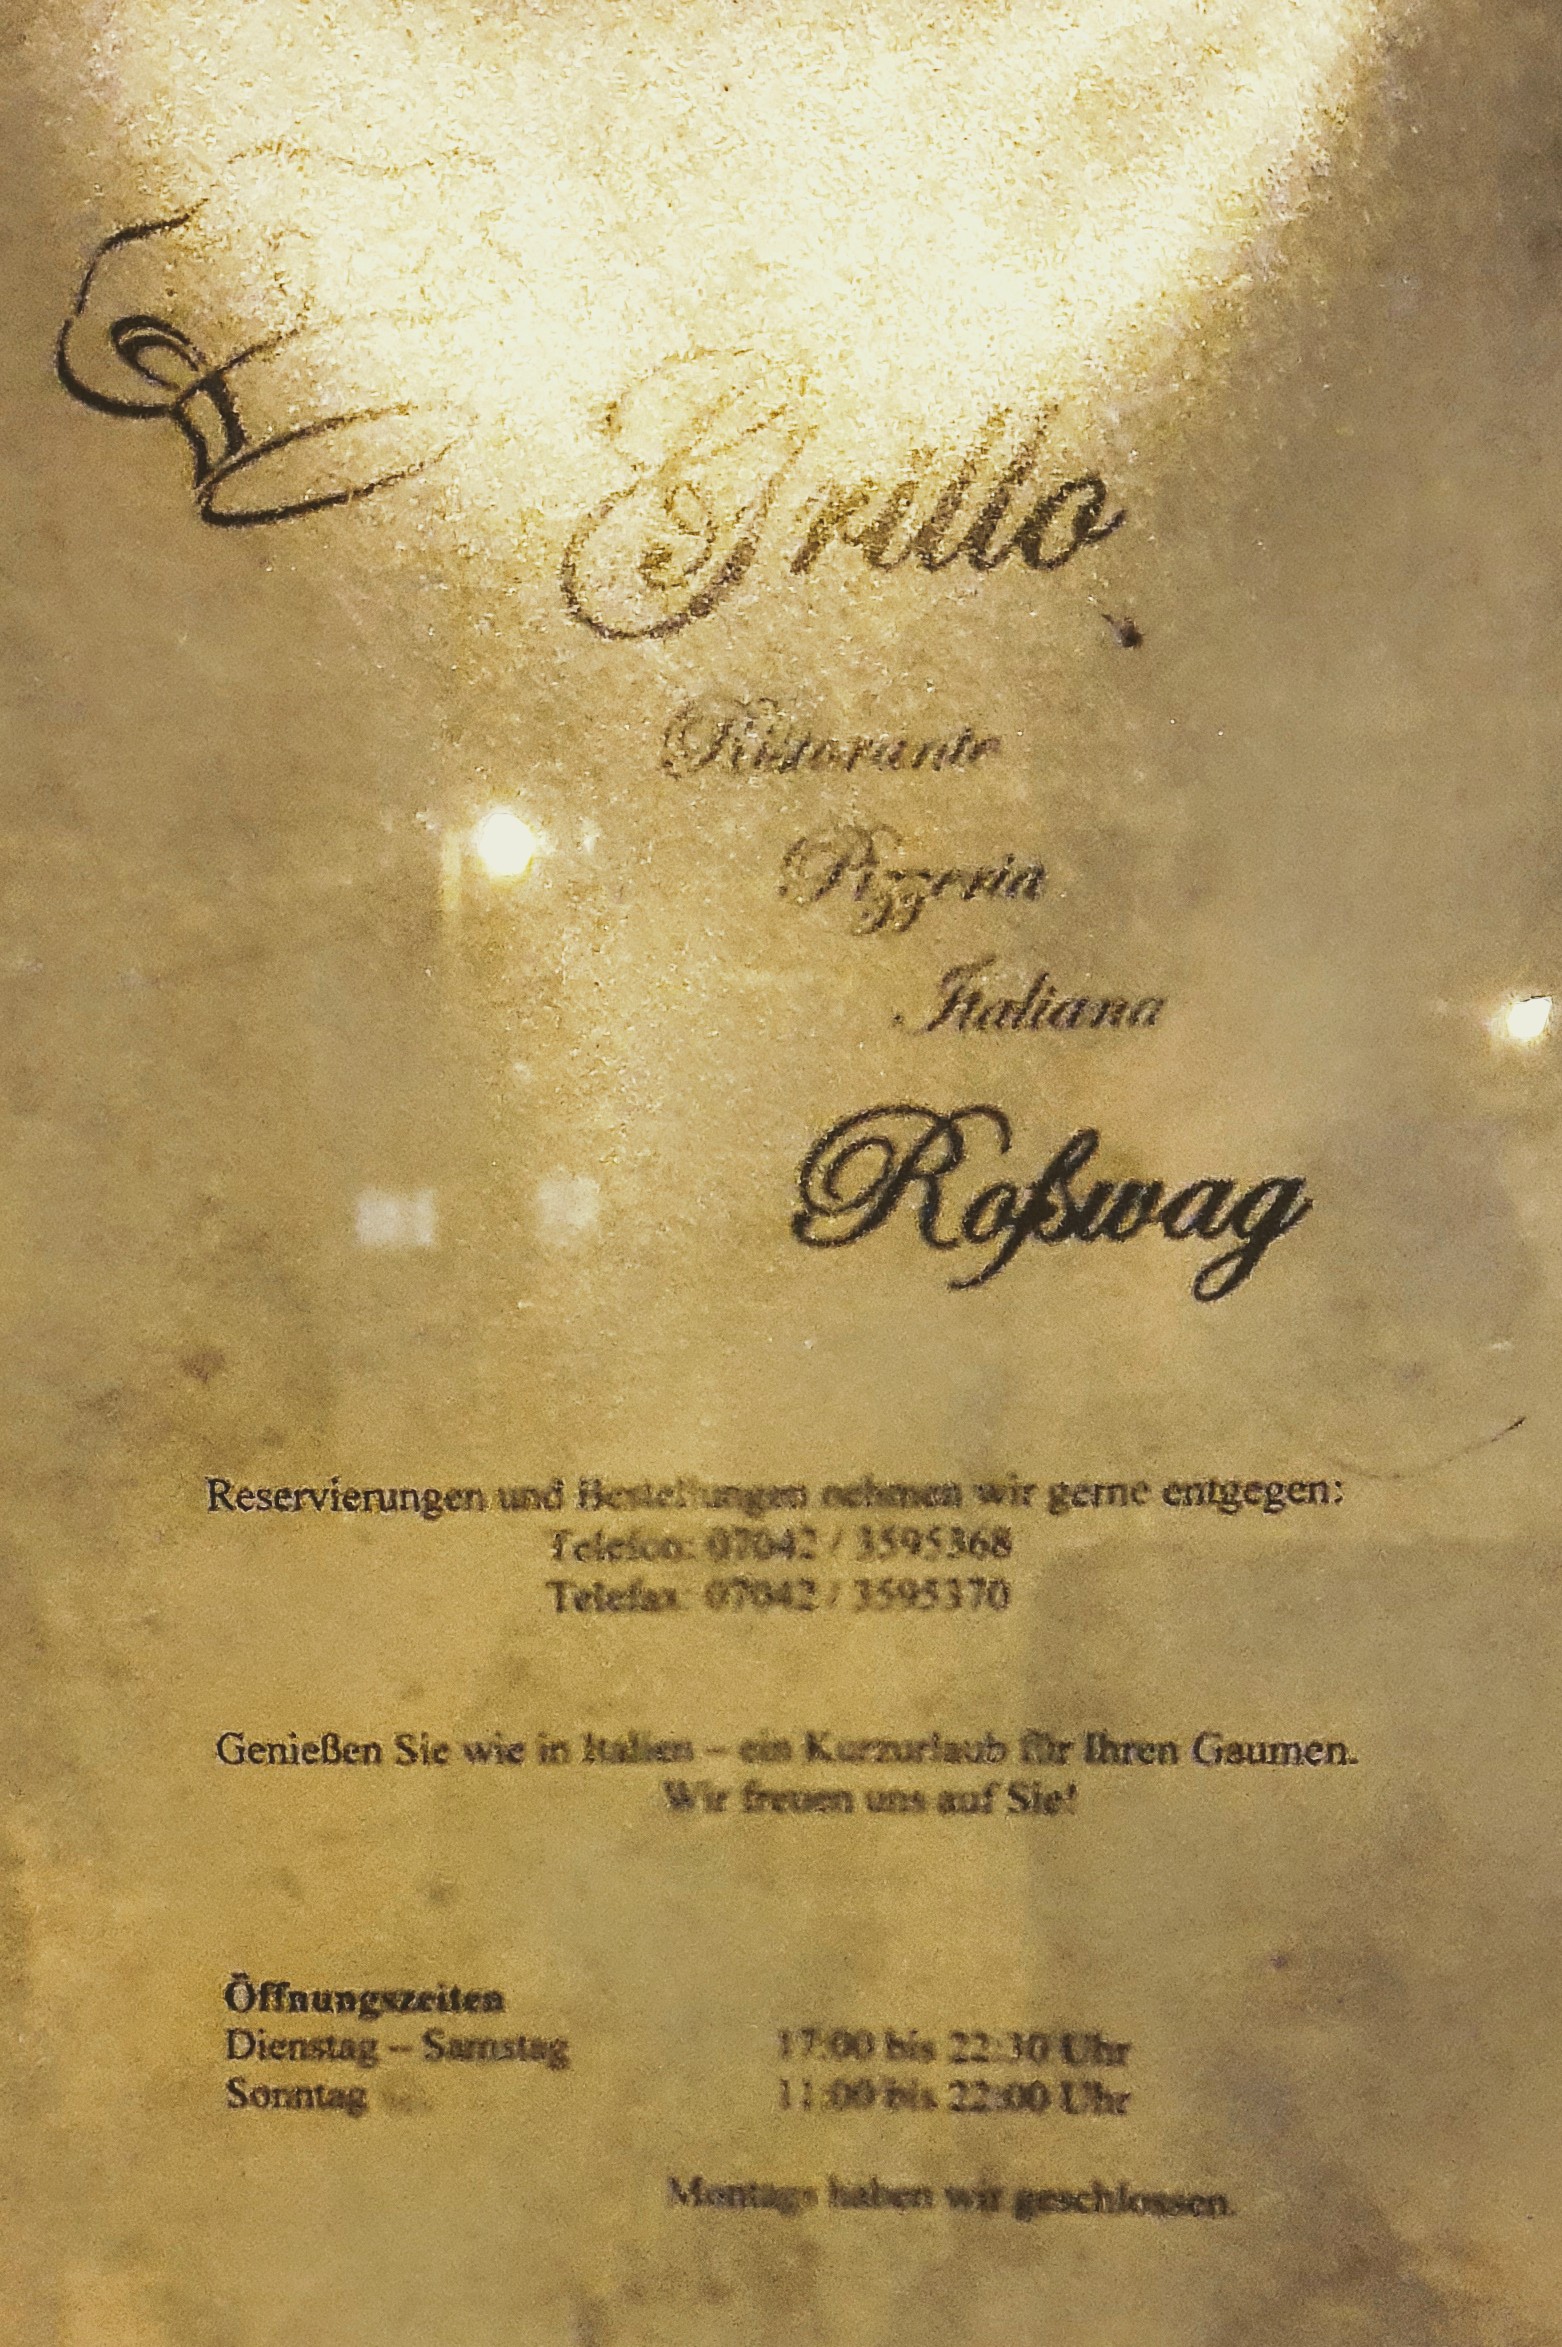 Grillo
Ristorante
Pizzeria
Italiana
Roßwag
Reservierungen und Bestellungen nehmen wir gerne entgegen:
Telefon: 07042 / 3595368
Telefax: 07042 / 3595370
Genießen Sie wie in Italien – ein Kurzurlaub für Ihren Gaumen.
Wir freuen uns auf Sie!
Öffnungszeiten
Dienstag – Samstag 17:00 bis 22:30 Uhr
Sonntag 11:00 bis 22:00 Uhr
Montags haben wir geschlossen.